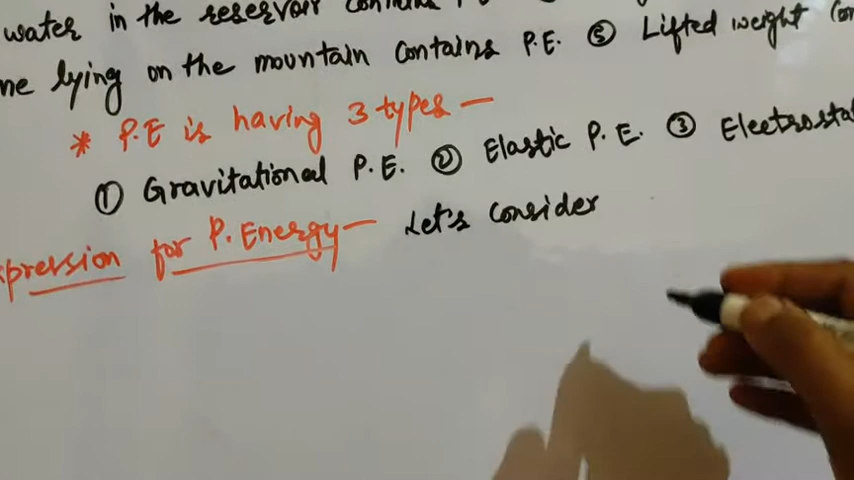 water in the reservoir
ne lying on the mountain contains P.E. ⑤ Lifted weight
* P.E is having 3 types —
① Gravitational P.E. ② Elastic P.E. ③ Electrostat
xpression for P. Energy — Let's Consider